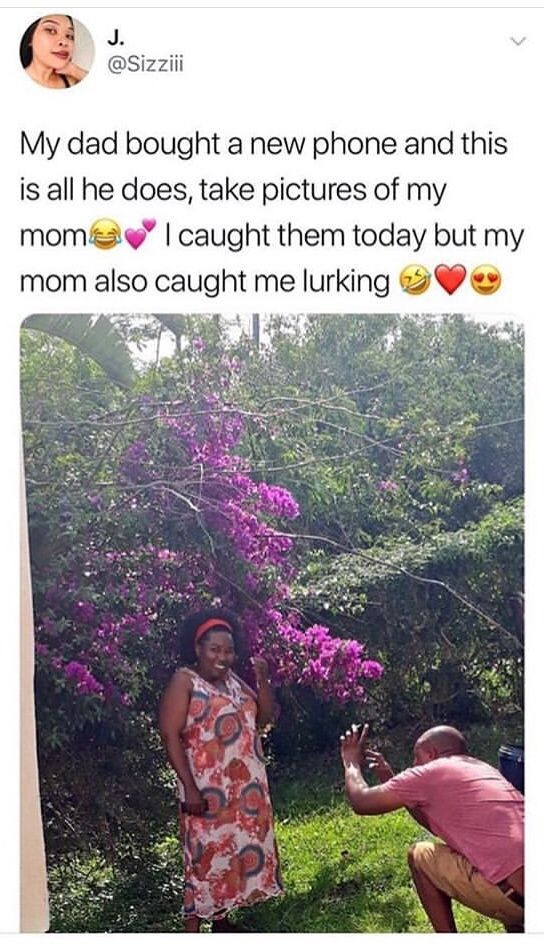 J.
@Sizziii
My dad bought a new phone and this
is all he does, take pictures of my
mom😂💕 I caught them today but my
mom also caught me lurking 🤣❤️😍